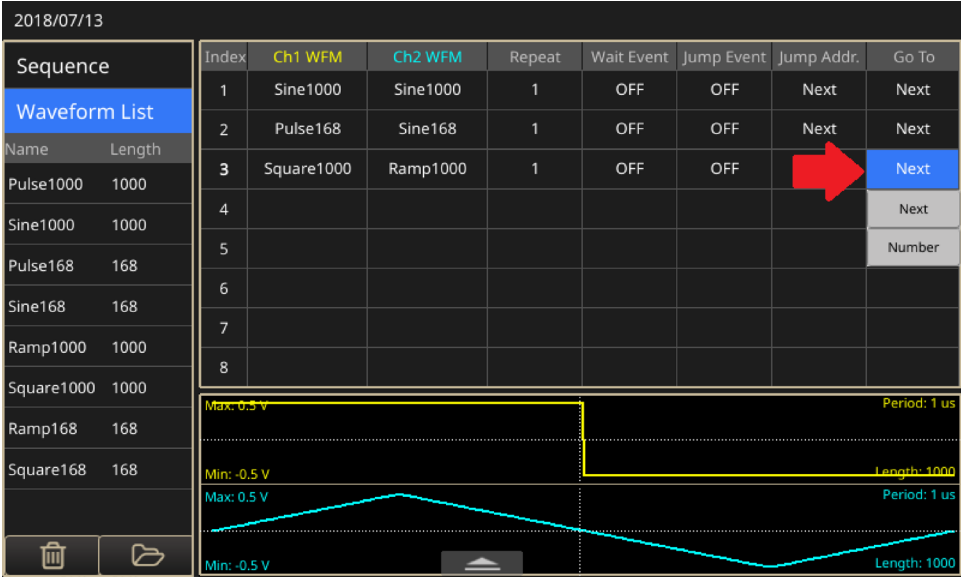 2018/07/13
Sequence
Waveform List
Name Length
Pulse1000 1000
Sine1000 1000
Pulse168 168
Sine168 168
Ramp1000 1000
Square1000 1000
Ramp168 168
Square168 168
Index Ch1 WFM Ch2 WFM Repeat Wait Event Jump Event Jump Addr. Go To
1 Sine1000 Sine1000 1 OFF OFF Next Next
2 Pulse168 Sine168 1 OFF OFF Next Next
3 Square1000 Ramp1000 1 OFF OFF Next
4 Next
5 Number
6
7
8
Max: 0.5 V Period: 1 us
Min: -0.5 V Length: 1000
Max: 0.5 V Period: 1 us
Min: -0.5 V Length: 1000